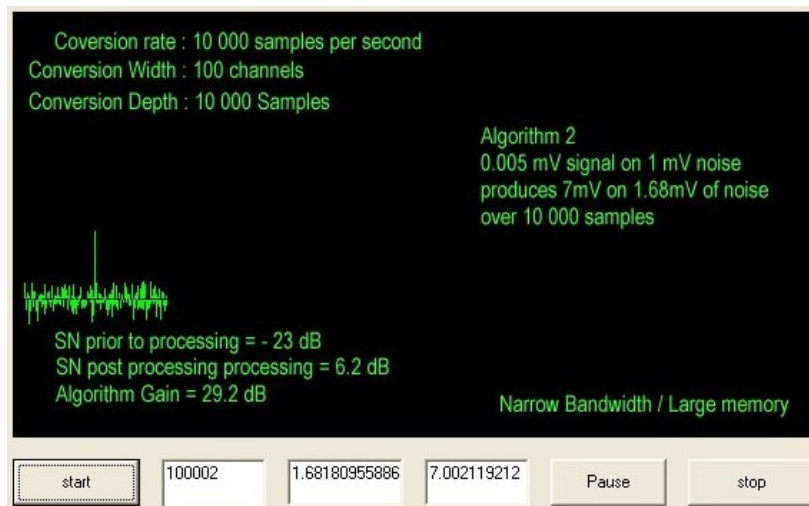 Coversion rate : 10 000 samples per second
Conversion Width : 100 channels
Conversion Depth : 10 000 Samples
Algorithm 2
0.005 mV signal on 1 mV noise
produces 7mV on 1.68mV of noise
over 10 000 samples
SN prior to processing = - 23 dB
SN post processing processing = 6.2 dB
Algorithm Gain = 29.2 dB
Narrow Bandwidth / Large memory
start
100002
1.68180955886
7.002119212
Pause
stop